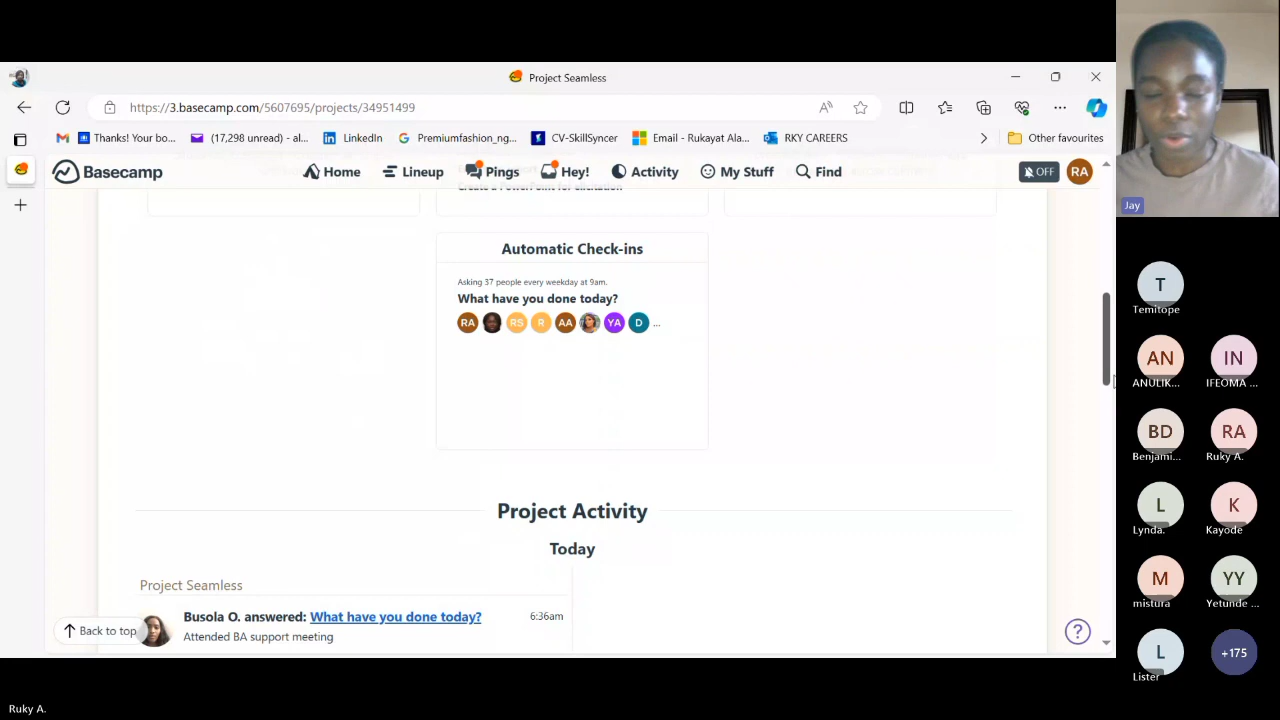 Project Seamless
https://3.basecamp.com/5607695/projects/34951499
Thanks! Your bo...
(17,298 unread) - al...
LinkedIn
Premiumfashion_ng...
CV-SkillSyncer
Email - Rukayat Ala...
RKY CAREERS
Other favourites
Basecamp
Home
Lineup
Pings
Hey!
Activity
My Stuff
Find
OFF
RA
Automatic Check-ins
Asking 37 people every weekday at 9am.
What have you done today?
RA RS R AA YA D ...
Project Activity
Today
Project Seamless
Busola O. answered: What have you done today? 6:36am
Attended BA support meeting
Back to top
?
Jay
T
Temitope
AN IN
ANULIK... IFEOMA ...
BD RA
Benjami... Ruky A.
L K
Lynda. Kayode
M YY
mistura Yetunde ...
L +175
Lister
Ruky A.